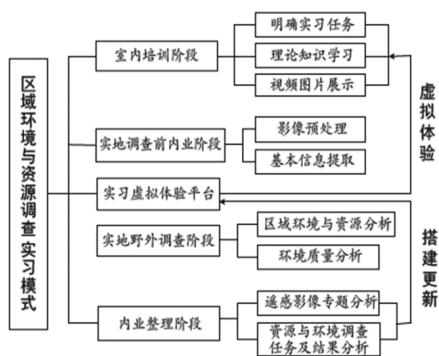 区域环境与资源调查实习模式
室内培训阶段
明确实习任务
理论知识学习
视频图片展示
虚拟体验
实地调查前内业阶段
影像预处理
基本信息提取
实习虚拟体验平台
实地野外调查阶段
区域环境与资源分析
环境质量分析
搭建更新
内业整理阶段
遥感影像专题分析
资源与环境调查
任务及结果分析